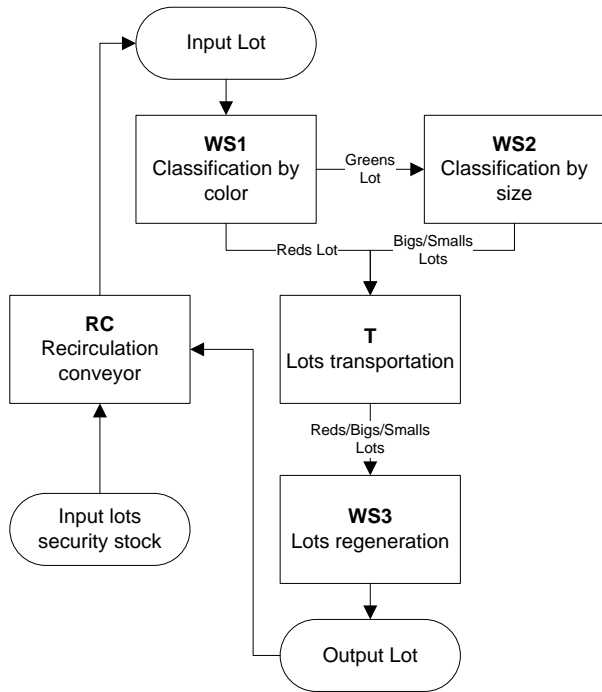 Input Lot
WS1
Classification by
color
Greens
Lot
WS2
Classification by
size
Reds Lot
Bigs/Smalls
Lots
RC
Recirculation
conveyor
T
Lots transportation
Reds/Bigs/Smalls
Lots
Input lots
security stock
WS3
Lots regeneration
Output Lot